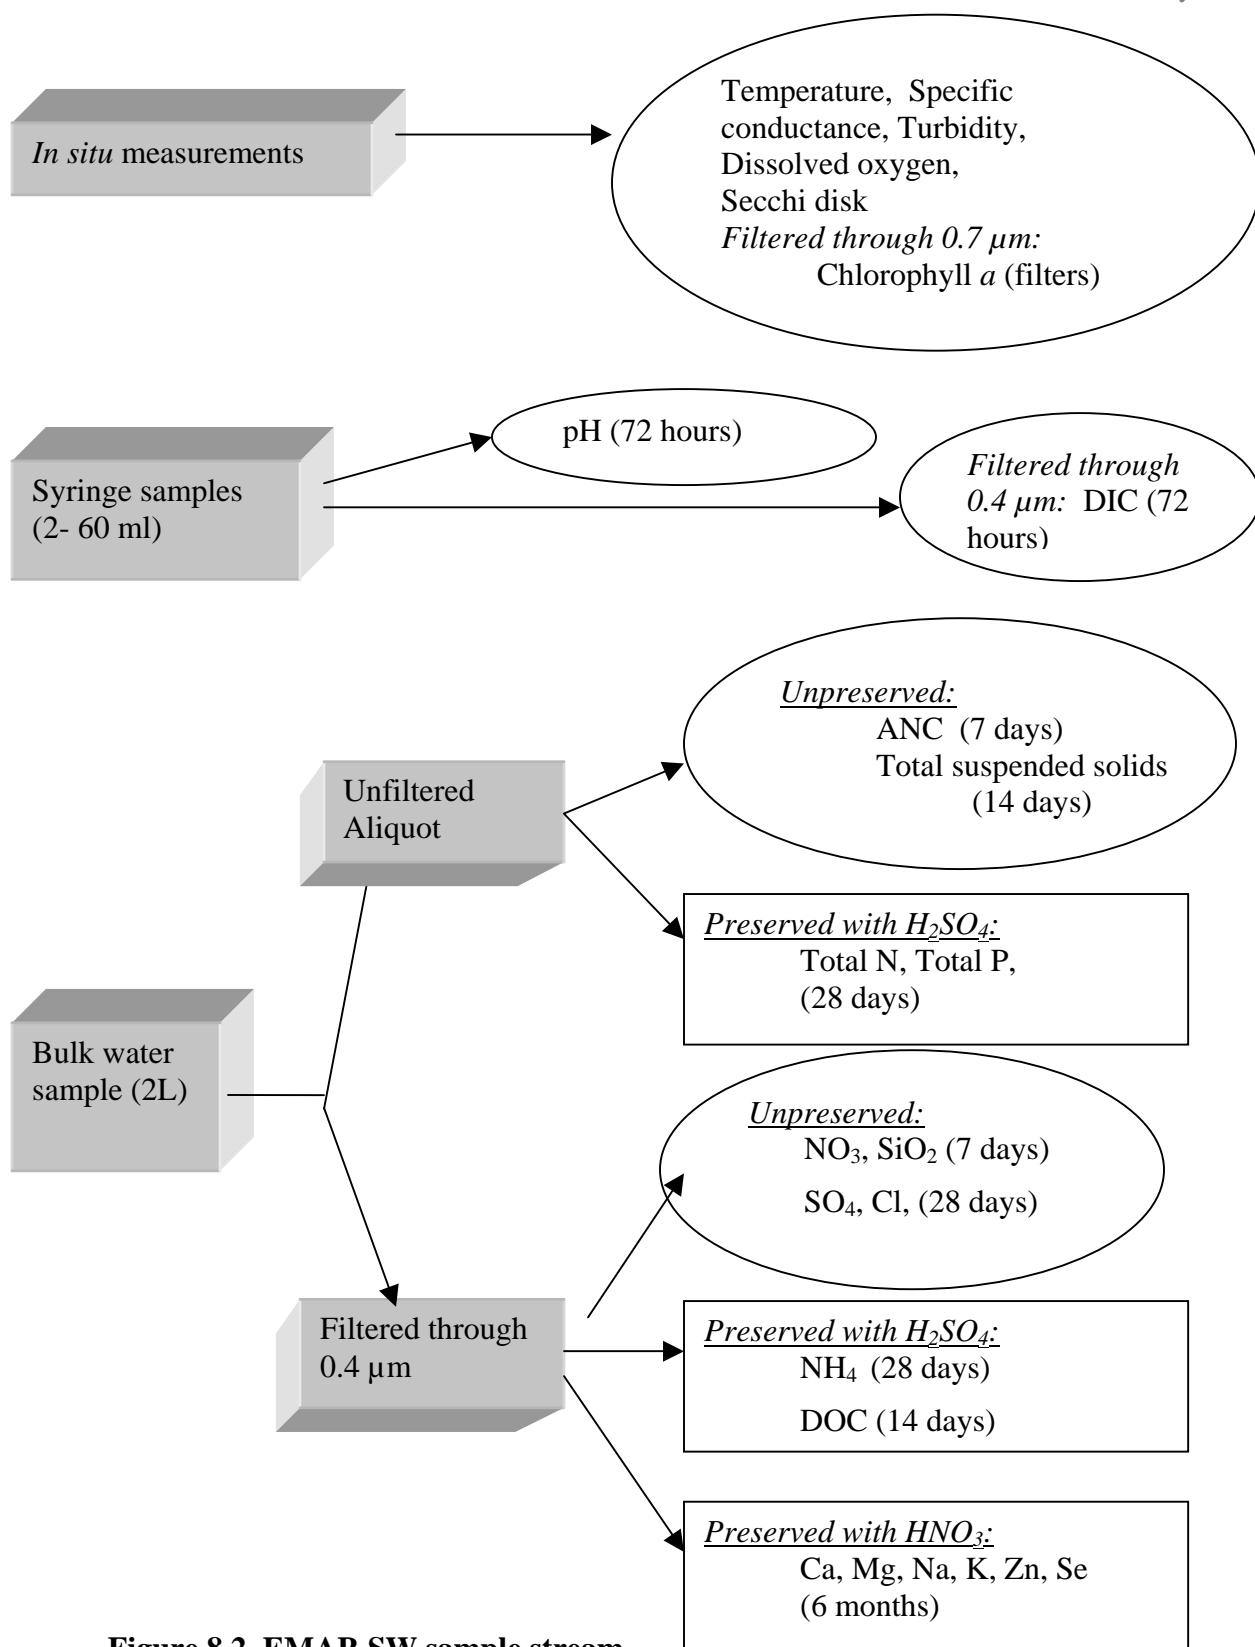 In situ measurements
Temperature, Specific
conductance, Turbidity,
Dissolved oxygen,
Secchi disk
Filtered through 0.7 µm:
Chlorophyll a (filters)
Syringe samples
(2- 60 ml)
pH (72 hours)
Filtered through
0.4 µm: DIC (72
hours)
Unfiltered
Aliquot
Unpreserved:
ANC (7 days)
Total suspended solids
(14 days)
Preserved with H₂SO₄:
Total N, Total P,
(28 days)
Bulk water
sample (2L)
Unpreserved:
NO₃, SiO₂ (7 days)
SO₄, Cl, (28 days)
Filtered through
0.4 µm
Preserved with H₂SO₄:
NH₄ (28 days)
DOC (14 days)
Preserved with HNO₃:
Ca, Mg, Na, K, Zn, Se
(6 months)
Figure 8.2 EMAP SW sample stream